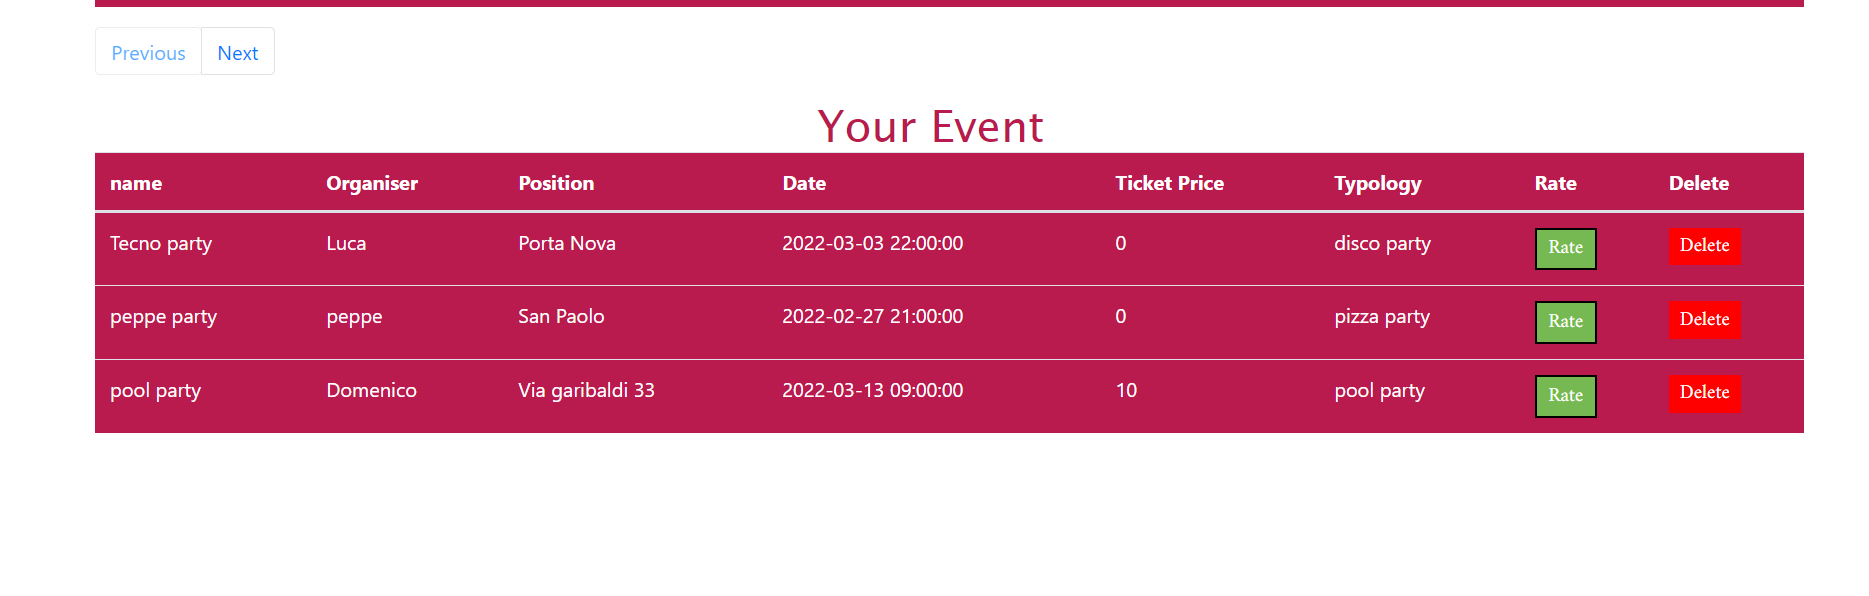 Previous Next
Your Event
name Organiser Position Date Ticket Price Typology Rate Delete
Tecno party Luca Porta Nova 2022-03-03 22:00:00 0 disco party Rate Delete
peppe party peppe San Paolo 2022-02-27 21:00:00 0 pizza party Rate Delete
pool party Domenico Via garibaldi 33 2022-03-13 09:00:00 10 pool party Rate Delete